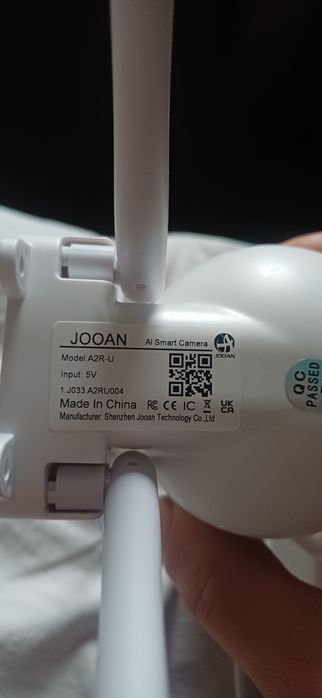 JOOAN AI Smart Camera
JOOAN
Model:A2R-U
Input: 5V
1.J033.A2RU004
Made In China FC CE IC UK CA
Manufacturer: Shenzhen Jooan Technology Co.,Ltd
QC PASSED